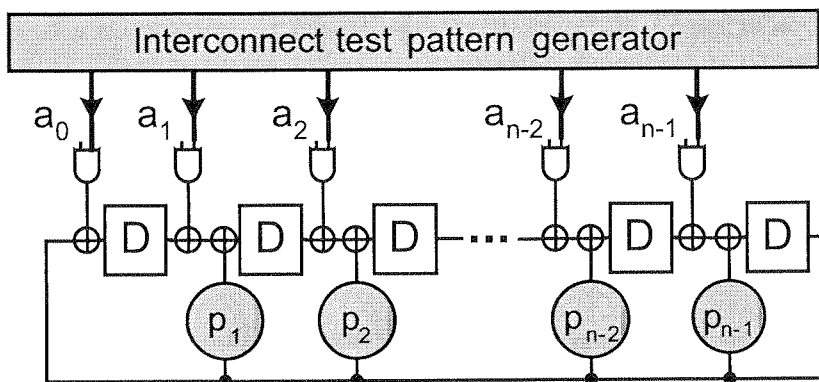 Interconnect test pattern generator
a0 a1 a2 an-2 an-1
D D D D D
p1 p2 pn-2 pn-1